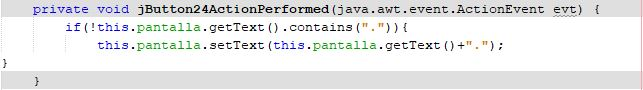 private void jButton24ActionPerformed(java.awt.event.ActionEvent evt) {
if(!this.pantalla.getText().contains(".")){
this.pantalla.setText(this.pantalla.getText()+".");
}
}